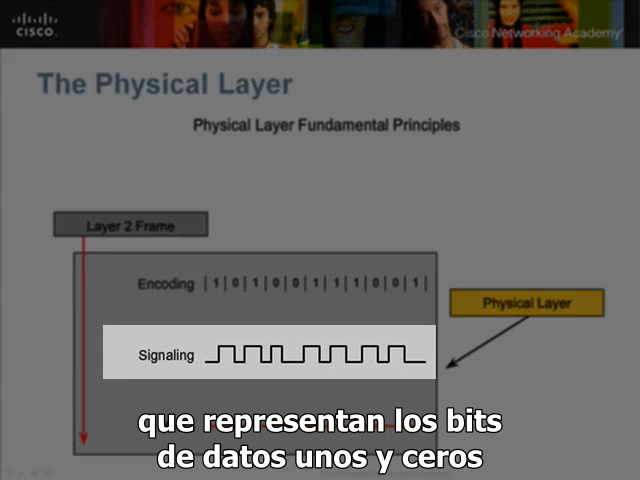 CISCO
Cisco Networking Academy
The Physical Layer
Physical Layer Fundamental Principles
Layer 2 Frame
Encoding | 1 | 0 | 1 | 0 | 0 | 1 | 1 | 1 | 0 | 0 | 1 |
Physical Layer
Signaling
que representan los bits
de datos unos y ceros